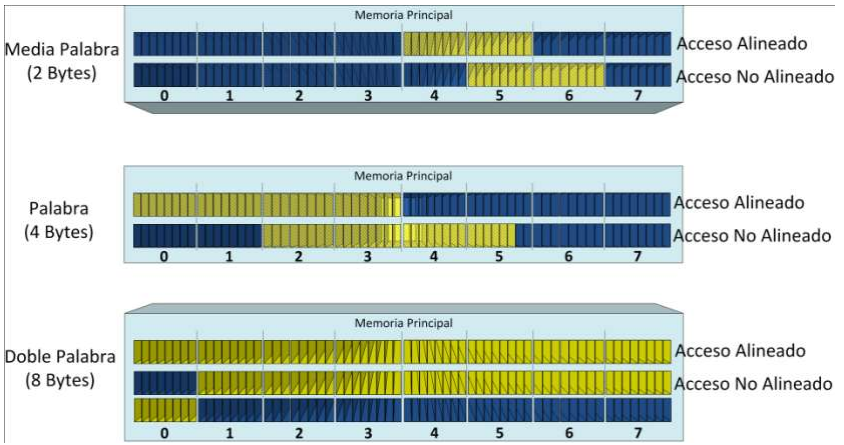 Memoria Principal
Media Palabra
(2 Bytes)
Acceso Alineado
Acceso No Alineado
0 1 2 3 4 5 6 7
Memoria Principal
Palabra
(4 Bytes)
Acceso Alineado
Acceso No Alineado
0 1 2 3 4 5 6 7
Memoria Principal
Doble Palabra
(8 Bytes)
Acceso Alineado
Acceso No Alineado
0 1 2 3 4 5 6 7